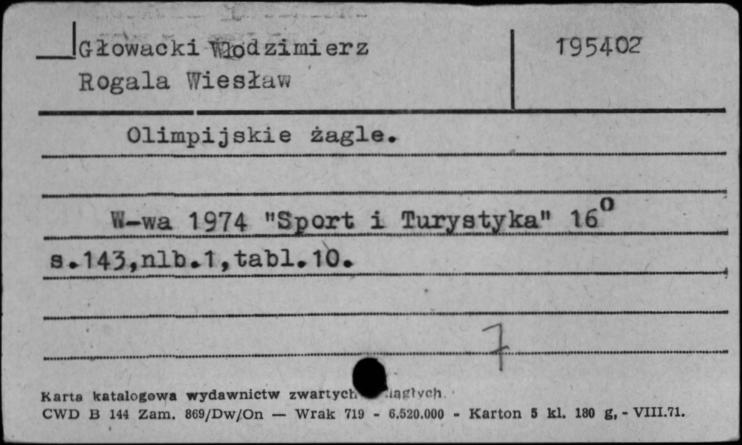 Głowacki Włodzimierz 195402
Rogala Wiesław
Olimpijskie żagle.
W-wa 1974 "Sport i Turystyka" 16⁰
s.143,nlb.1,tabl.10.
7
Karta katalogowa wydawnictw zwartych ciągłych.
CWD B 144 Zam. 869/Dw/On — Wrak 719 - 6.520.000 - Karton 5 kl. 180 g, - VIII.71.